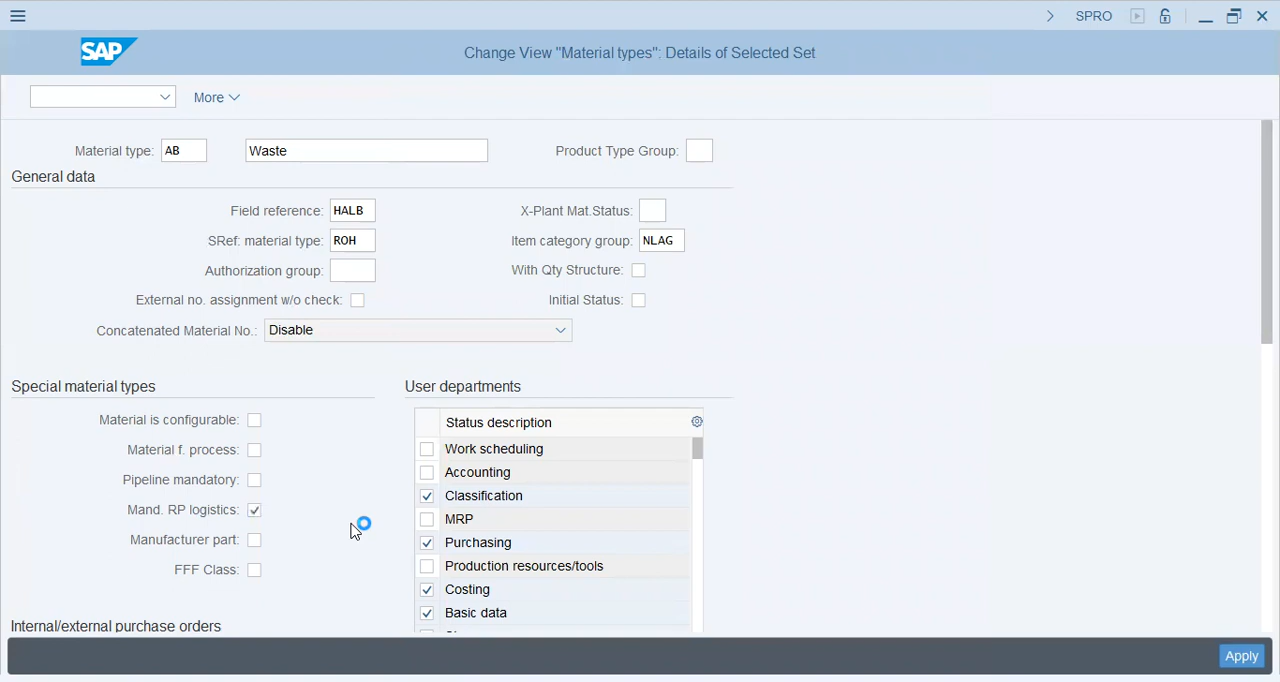 SPRO
SAP
Change View "Material types": Details of Selected Set
More
Material type: AB Waste Product Type Group:
General data
Field reference: HALB X-Plant Mat.Status:
SRef: material type: ROH Item category group: NLAG
Authorization group: With Qty Structure:
External no. assignment w/o check: Initial Status:
Concatenated Material No.: Disable
Special material types User departments
Material is configurable: Status description
Material f. process: Work scheduling
Pipeline mandatory: Accounting
Mand. RP logistics: Classification
Manufacturer part: MRP
FFF Class: Purchasing
Production resources/tools
Costing
Basic data
Internal/external purchase orders
Apply